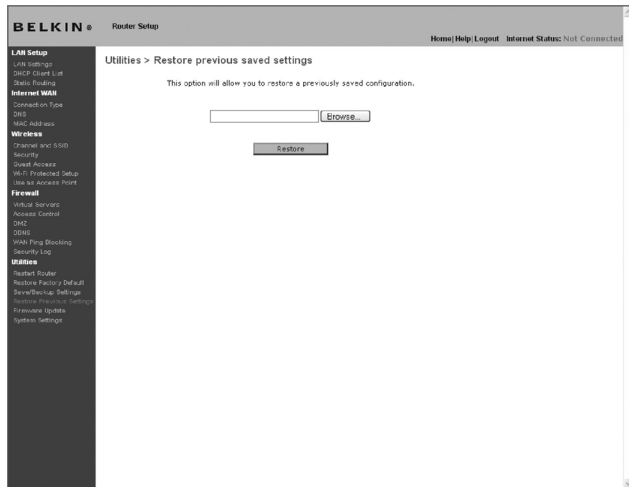 BELKIN®
Router Setup
Home|Help|Logout Internet Status: Not Connected
LAN Setup
LAN Settings
DHCP Client List
Static Routing
Internet WAN
Connection Type
DNS
MAC Address
Wireless
Channel and SSID
Security
Guest Access
Wi-Fi Protected Setup
Use as Access Point
Firewall
Virtual Servers
Access Control
DMZ
DDNS
WAN Ping Blocking
Security Log
Utilities
Restart Router
Restore Factory Default
Save/Backup Settings
Restore Previous Settings
Firmware Update
System Settings
Utilities > Restore previous saved settings
This option will allow you to restore a previously saved configuration.
Browse...
Restore